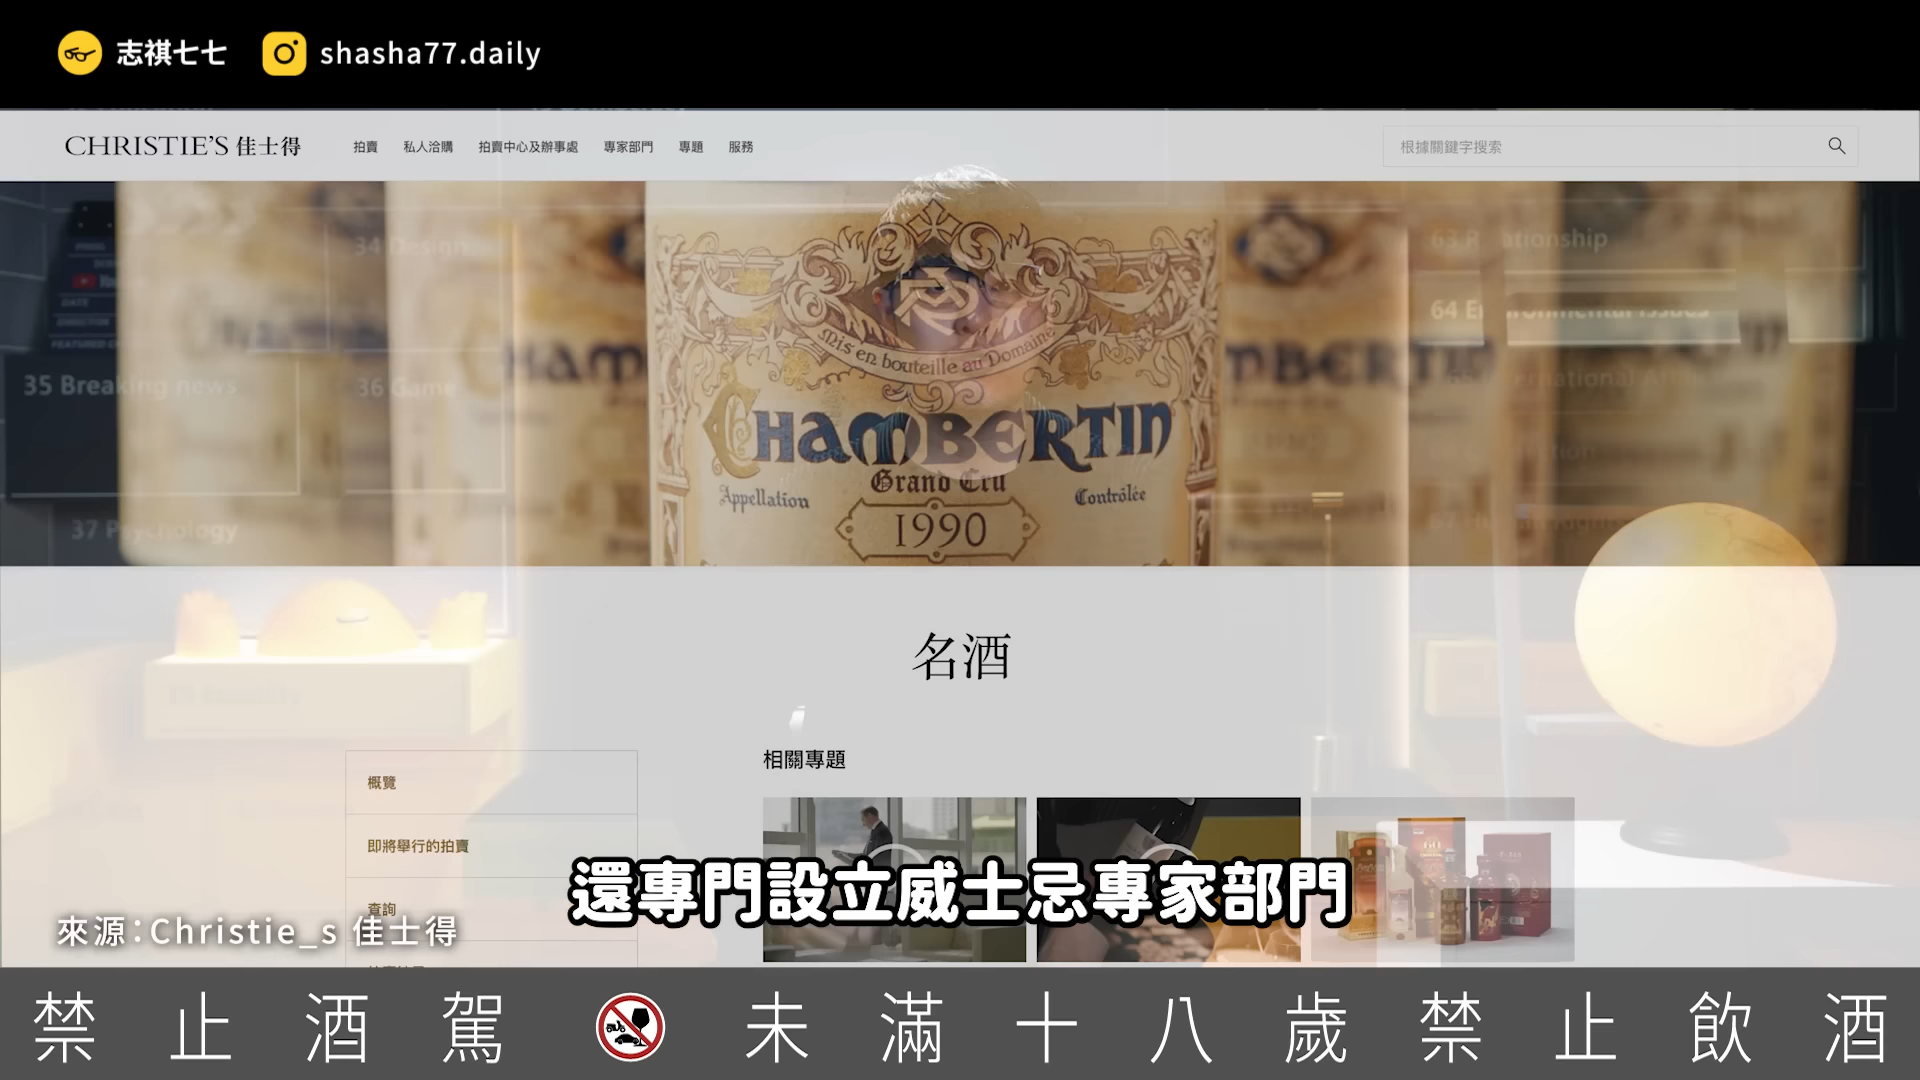 志祺七七 shasha77.daily
CHRISTIE'S 佳士得 拍賣 私人洽購 拍賣中心及辦事處 專家部門 專題 服務 根據關鍵字搜索
34 Design
63 R ationship
64 E
35 Breaking news
36 Game
37 Psychology
Mis en bouteille au Domaine
CHAMBERTIN
Grand Cru
Appellation Contrôlée
1990
名酒
相關專題
概覽
即將舉行的拍賣
查詢
還專門設立威士忌專家部門
來源:Christie_s 佳士得
禁止酒駕 未滿十八歲禁止飲酒